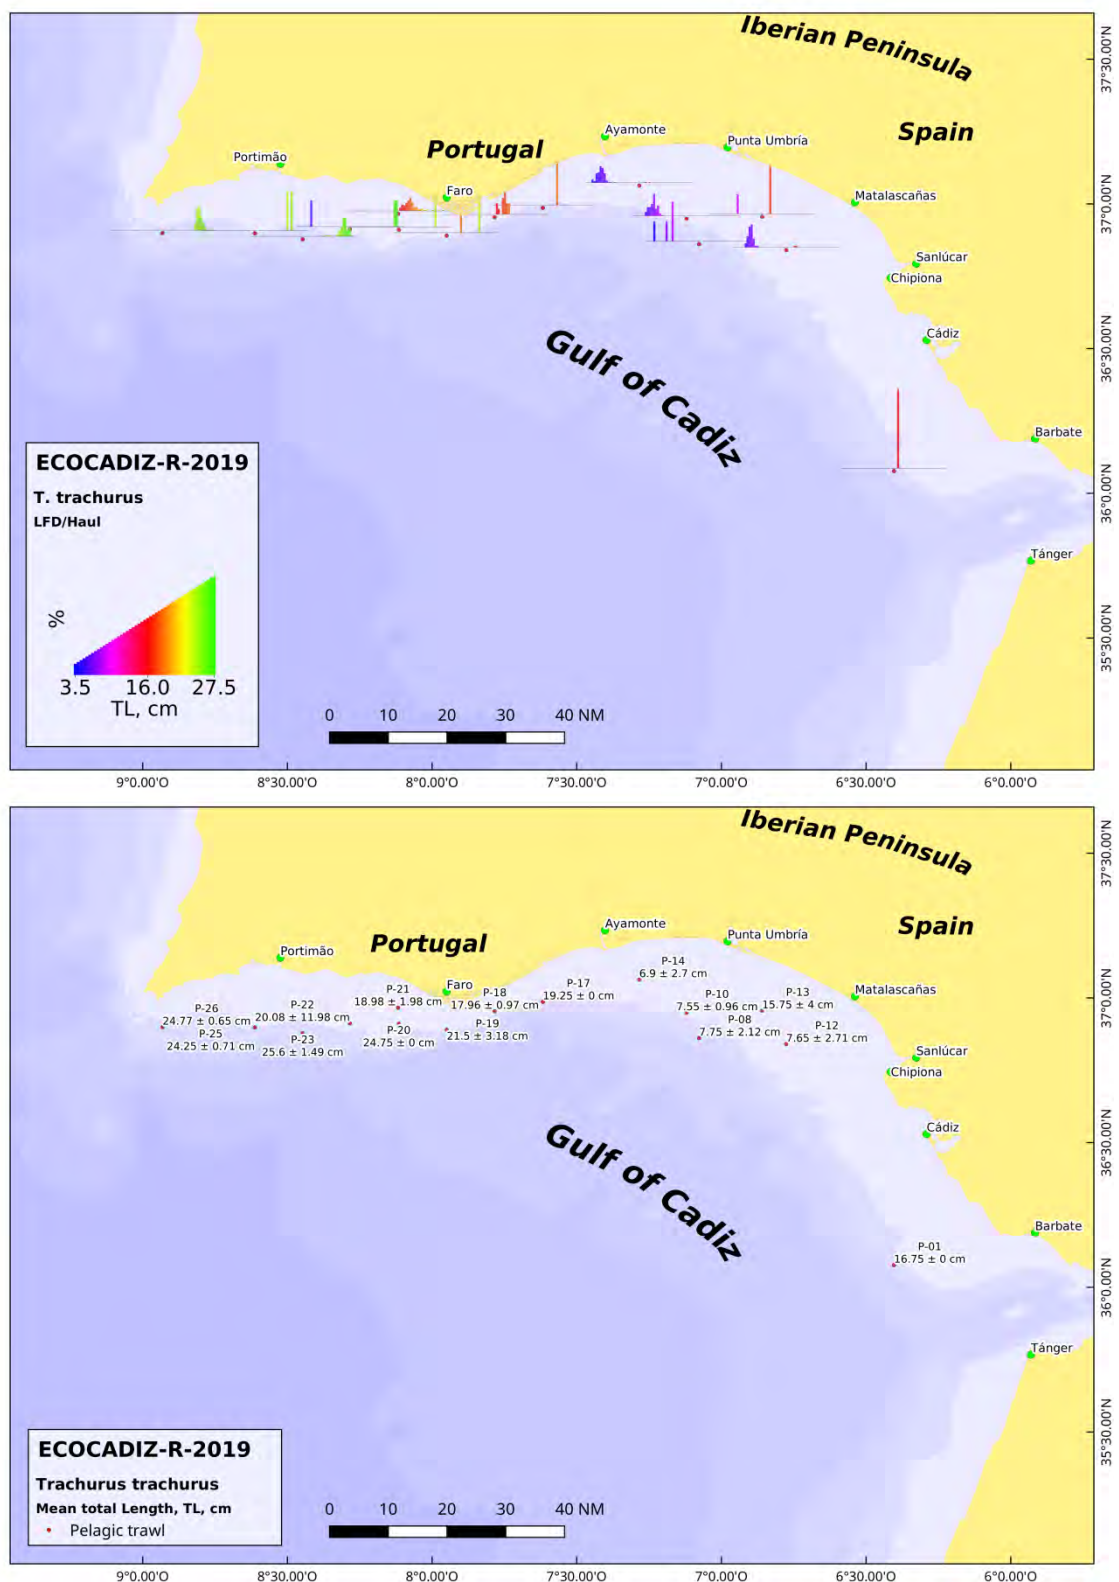 Iberian Peninsula
Spain
Portugal
Ayamonte
Punta Umbría
Portimão
Faro
Matalascañas
Sanlúcar
Chipiona
Cádiz
Gulf of Cadiz
Barbate
Tánger
ECOCADIZ-R-2019
T. trachurus
LFD/Haul
%
3.5 16.0 27.5
TL, cm
0 10 20 30 40 NM
37°30.00'N
37°0.00'N
36°30.00'N
36°0.00'N
35°30.00'N
9°0.00'O 8°30.00'O 8°0.00'O 7°30.00'O 7°0.00'O 6°30.00'O 6°0.00'O
Iberian Peninsula
Spain
Portugal
Ayamonte
Punta Umbría
Portimão
Faro
Matalascañas
Sanlúcar
Chipiona
Cádiz
Gulf of Cadiz
Barbate
Tánger
P-14
6.9 ± 2.7 cm
P-17
19.25 ± 0 cm
P-21
18.98 ± 1.98 cm
P-18
17.96 ± 0.97 cm
P-10
7.55 ± 0.96 cm
P-13
15.75 ± 4 cm
P-26
24.77 ± 0.65 cm
P-22
20.08 ± 11.98 cm
P-20
24.75 ± 0 cm
P-19
21.5 ± 3.18 cm
P-08
7.75 ± 2.12 cm
P-12
7.65 ± 2.71 cm
P-25
24.25 ± 0.71 cm
P-23
25.6 ± 1.49 cm
P-01
16.75 ± 0 cm
ECOCADIZ-R-2019
Trachurus trachurus
Mean total Length, TL, cm
Pelagic trawl
0 10 20 30 40 NM
37°30.00'N
37°0.00'N
36°30.00'N
36°0.00'N
35°30.00'N
9°0.00'O 8°30.00'O 8°0.00'O 7°30.00'O 7°0.00'O 6°30.00'O 6°0.00'O